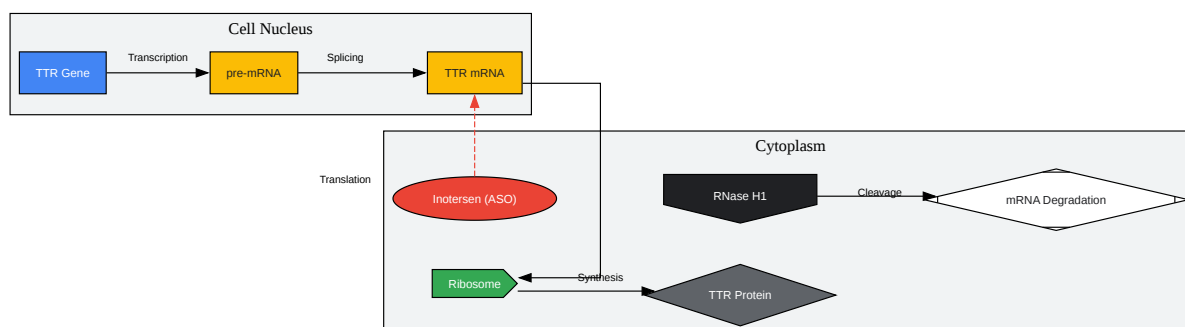 Cell Nucleus
Transcription
Splicing
TTR Gene
pre-mRNA
TTR mRNA
Cytoplasm
Translation
Inotersen (ASO)
RNase H1
Cleavage
mRNA Degradation
Ribosome
Synthesis
TTR Protein